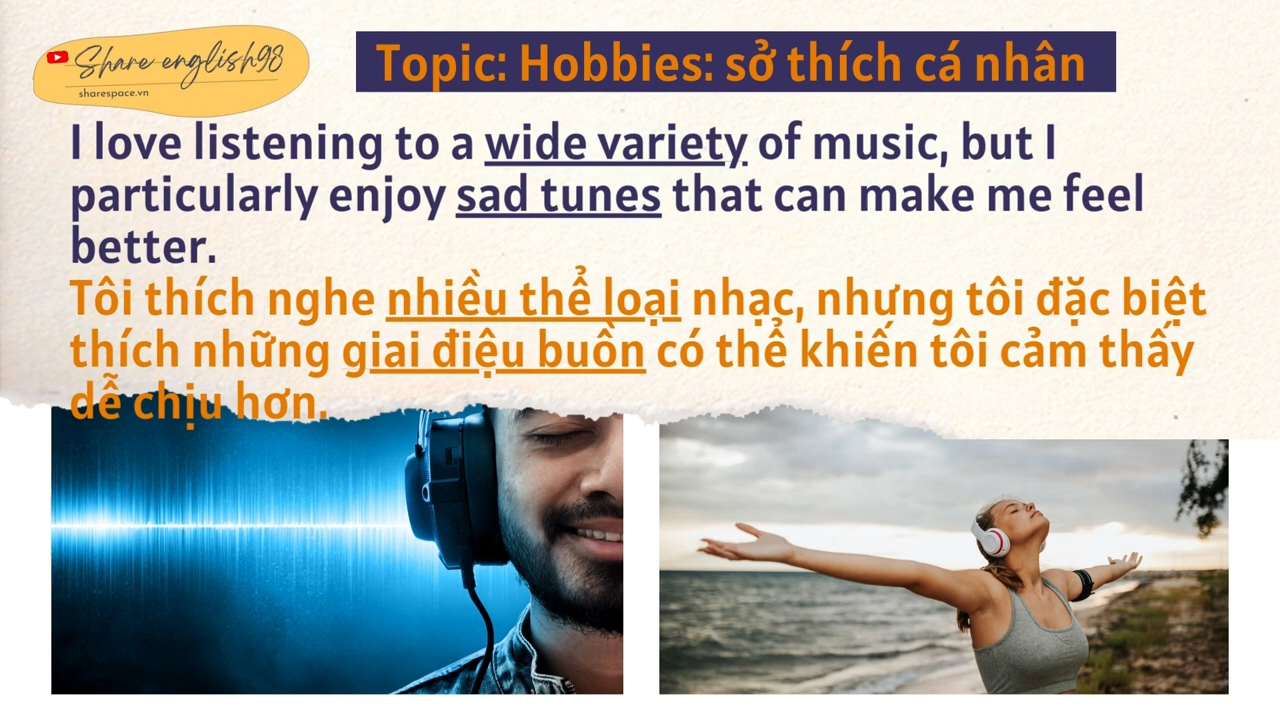 Share english98
sharespace.vn
Topic: Hobbies: sở thích cá nhân
I love listening to a wide variety of music, but I
particularly enjoy sad tunes that can make me feel
better.
Tôi thích nghe nhiều thể loại nhạc, nhưng tôi đặc biệt
thích những giai điệu buồn có thể khiến tôi cảm thấy
dễ chịu hơn.